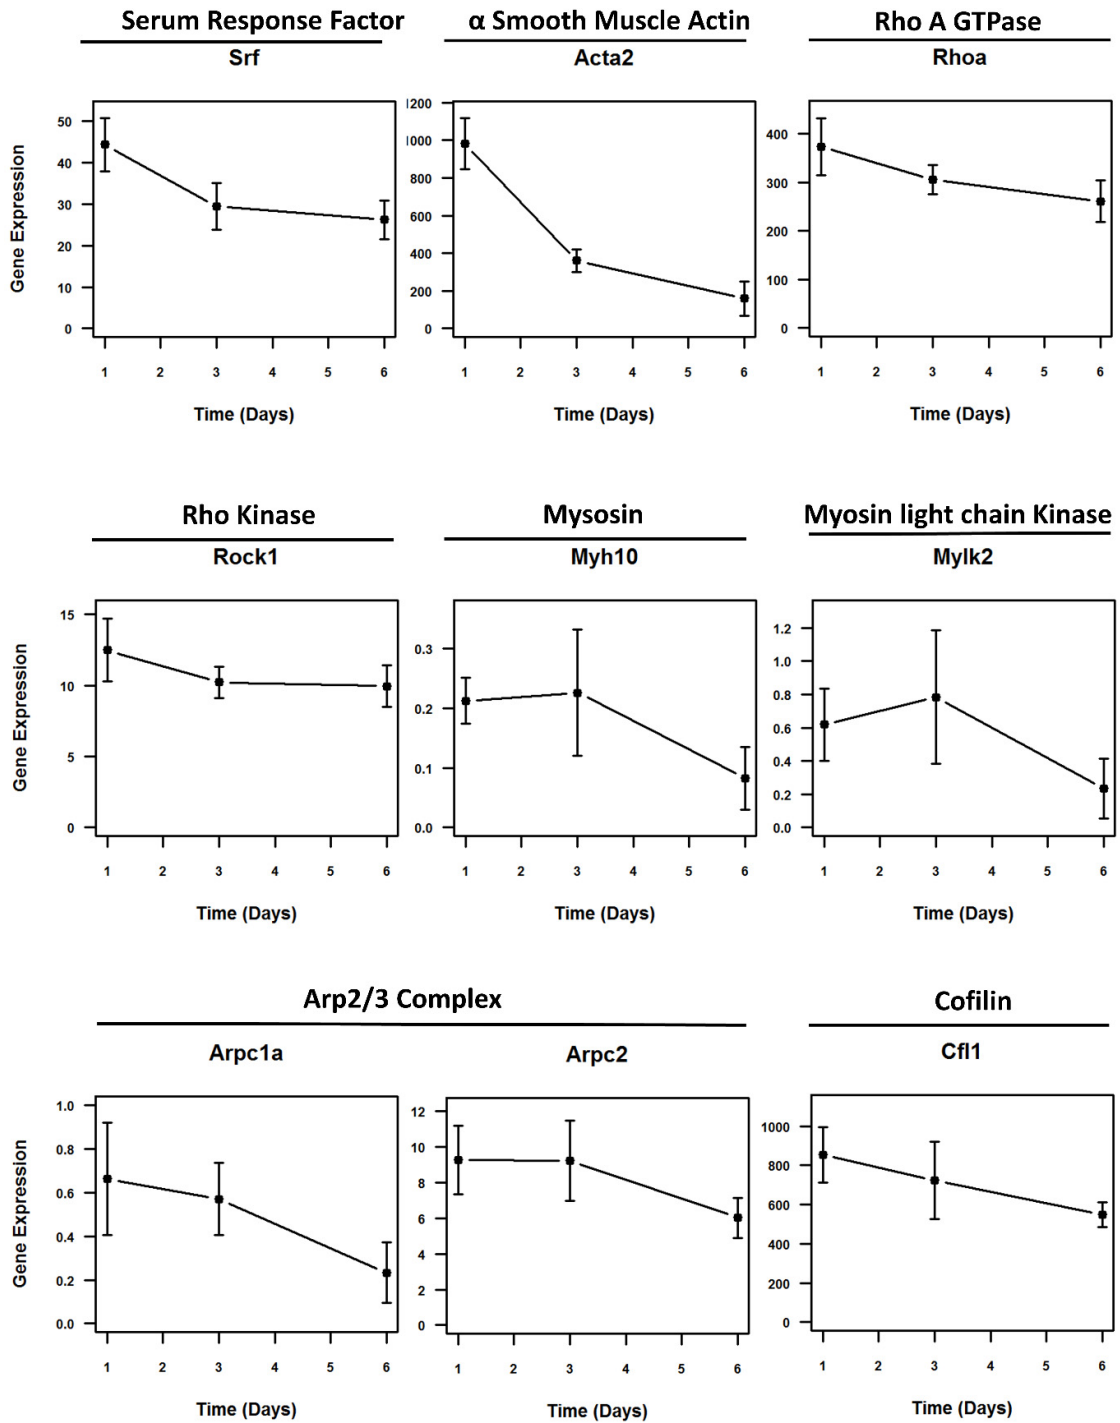 Serum Response Factor
α Smooth Muscle Actin
Rho A GTPase
Srf
Acta2
Rhoa
Gene Expression
50
40
30
20
10
0
1 2 3 4 5 6
Time (Days)
1200
1000
800
600
400
200
0
1 2 3 4 5 6
Time (Days)
400
300
200
100
0
1 2 3 4 5 6
Time (Days)
Rho Kinase
Mysosin
Myosin light chain Kinase
Rock1
Myh10
Mylk2
Gene Expression
15
10
5
0
1 2 3 4 5 6
Time (Days)
0.3
0.2
0.1
0.0
1 2 3 4 5 6
Time (Days)
1.2
1.0
0.8
0.6
0.4
0.2
0.0
1 2 3 4 5 6
Time (Days)
Arp2/3 Complex
Cofilin
Arpc1a
Arpc2
Cfl1
Gene Expression
1.0
0.8
0.6
0.4
0.2
0.0
1 2 3 4 5 6
Time (Days)
12
10
8
6
4
2
0
1 2 3 4 5 6
Time (Days)
1000
800
600
400
200
0
1 2 3 4 5 6
Time (Days)